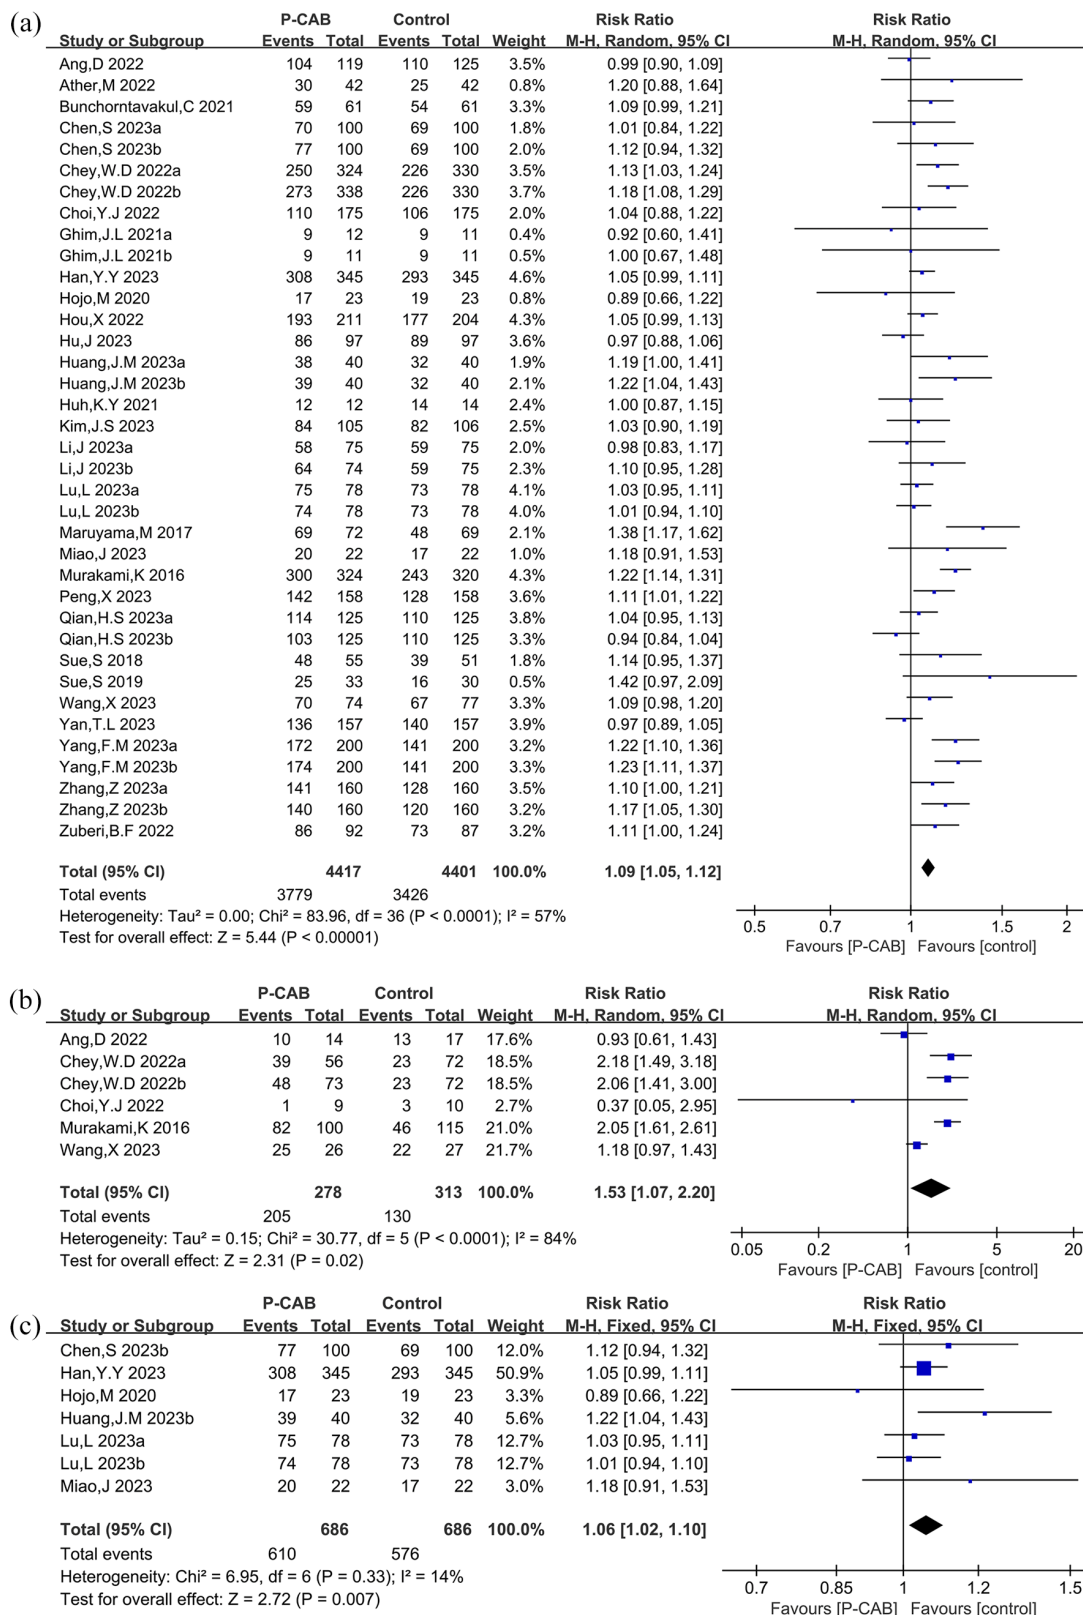 (a)
P-CAB Control Risk Ratio Risk Ratio
Study or Subgroup Events Total Events Total Weight M-H, Random, 95% CI M-H, Random, 95% CI
Ang,D 2022 104 119 110 125 3.5% 0.99 [0.90, 1.09]
Ather,M 2022 30 42 25 42 0.8% 1.20 [0.88, 1.64]
Bunchorntavakul,C 2021 59 61 54 61 3.3% 1.09 [0.99, 1.21]
Chen,S 2023a 70 100 69 100 1.8% 1.01 [0.84, 1.22]
Chen,S 2023b 77 100 69 100 2.0% 1.12 [0.94, 1.32]
Chey,W.D 2022a 250 324 226 330 3.5% 1.13 [1.03, 1.24]
Chey,W.D 2022b 273 338 226 330 3.7% 1.18 [1.08, 1.29]
Choi,Y.J 2022 110 175 106 175 2.0% 1.04 [0.88, 1.22]
Ghim,J.L 2021a 9 12 9 11 0.4% 0.92 [0.60, 1.41]
Ghim,J.L 2021b 9 11 9 11 0.5% 1.00 [0.67, 1.48]
Han,Y.Y 2023 308 345 293 345 4.6% 1.05 [0.99, 1.11]
Hojo,M 2020 17 23 19 23 0.8% 0.89 [0.66, 1.22]
Hou,X 2022 193 211 177 204 4.3% 1.05 [0.99, 1.13]
Hu,J 2023 86 97 89 97 3.6% 0.97 [0.88, 1.06]
Huang,J.M 2023a 38 40 32 40 1.9% 1.19 [1.00, 1.41]
Huang,J.M 2023b 39 40 32 40 2.1% 1.22 [1.04, 1.43]
Huh,K.Y 2021 12 12 14 14 2.4% 1.00 [0.87, 1.15]
Kim,J.S 2023 84 105 82 106 2.5% 1.03 [0.90, 1.19]
Li,J 2023a 58 75 59 75 2.0% 0.98 [0.83, 1.17]
Li,J 2023b 64 74 59 75 2.3% 1.10 [0.95, 1.28]
Lu,L 2023a 75 78 73 78 4.1% 1.03 [0.95, 1.11]
Lu,L 2023b 74 78 73 78 4.0% 1.01 [0.94, 1.10]
Maruyama,M 2017 69 72 48 69 2.1% 1.38 [1.17, 1.62]
Miao,J 2023 20 22 17 22 1.0% 1.18 [0.91, 1.53]
Murakami,K 2016 300 324 243 320 4.3% 1.22 [1.14, 1.31]
Peng,X 2023 142 158 128 158 3.6% 1.11 [1.01, 1.22]
Qian,H.S 2023a 114 125 110 125 3.8% 1.04 [0.95, 1.13]
Qian,H.S 2023b 103 125 110 125 3.2% 0.94 [0.84, 1.04]
Sue,S 2018 48 55 39 51 1.8% 1.14 [0.95, 1.37]
Sue,S 2019 25 33 16 30 0.5% 1.42 [0.97, 2.09]
Wang,X 2023 70 74 67 77 3.4% 1.09 [0.98, 1.20]
Yan,T.L 2023 136 157 140 157 3.9% 0.97 [0.89, 1.05]
Yang,F.M 2023a 172 200 141 200 3.2% 1.22 [1.10, 1.36]
Yang,F.M 2023b 174 200 141 200 3.3% 1.23 [1.11, 1.37]
Zhang,Z 2023a 141 160 128 160 3.5% 1.10 [1.00, 1.21]
Zhang,Z 2023b 140 160 120 160 3.2% 1.17 [1.05, 1.30]
Zuberi,B.F 2022 86 92 73 87 3.2% 1.11 [1.00, 1.24]
Total (95% CI) 4417 4401 100.0% 1.09 [1.05, 1.12]
Total events 3779 3426
Heterogeneity: Tau² = 0.00; Chi² = 83.96, df = 36 (P < 0.0001); I² = 57%
Test for overall effect: Z = 5.44 (P < 0.00001)
0.5 0.7 1 1.5 2
Favours [P-CAB] Favours [control]
(b)
P-CAB Control Risk Ratio Risk Ratio
Study or Subgroup Events Total Events Total Weight M-H, Random, 95% CI M-H, Random, 95% CI
Ang,D 2022 10 14 13 17 17.6% 0.93 [0.61, 1.43]
Chey,W.D 2022a 39 56 23 72 18.5% 2.18 [1.49, 3.18]
Chey,W.D 2022b 48 73 23 72 18.5% 2.06 [1.41, 3.00]
Choi,Y.J 2022 1 9 3 10 2.7% 0.37 [0.05, 2.95]
Murakami,K 2016 82 100 46 115 21.0% 2.05 [1.61, 2.61]
Wang,X 2023 25 26 22 27 21.7% 1.18 [0.97, 1.43]
Total (95% CI) 278 313 100.0% 1.53 [1.07, 2.20]
Total events 205 130
Heterogeneity: Tau² = 0.15; Chi² = 30.77, df = 5 (P < 0.0001); I² = 84%
Test for overall effect: Z = 2.31 (P = 0.02)
0.05 0.2 1 5 20
Favours [P-CAB] Favours [control]
(c)
P-CAB Control Risk Ratio Risk Ratio
Study or Subgroup Events Total Events Total Weight M-H, Fixed, 95% CI M-H, Fixed, 95% CI
Chen,S 2023b 77 100 69 100 12.0% 1.12 [0.94, 1.32]
Han,Y.Y 2023 308 345 293 345 50.9% 1.05 [0.99, 1.11]
Hojo,M 2020 17 23 19 23 3.3% 0.89 [0.66, 1.22]
Huang,J.M 2023b 39 40 32 40 5.6% 1.22 [1.04, 1.43]
Lu,L 2023a 75 78 73 78 12.7% 1.03 [0.95, 1.11]
Lu,L 2023b 74 78 73 78 12.7% 1.01 [0.94, 1.10]
Miao,J 2023 20 22 17 22 3.0% 1.18 [0.91, 1.53]
Total (95% CI) 686 686 100.0% 1.06 [1.02, 1.10]
Total events 610 576
Heterogeneity: Chi² = 6.95, df = 6 (P = 0.33); I² = 14%
Test for overall effect: Z = 2.72 (P = 0.007)
0.7 0.85 1 1.2 1.5
Favours [P-CAB] Favours [control]